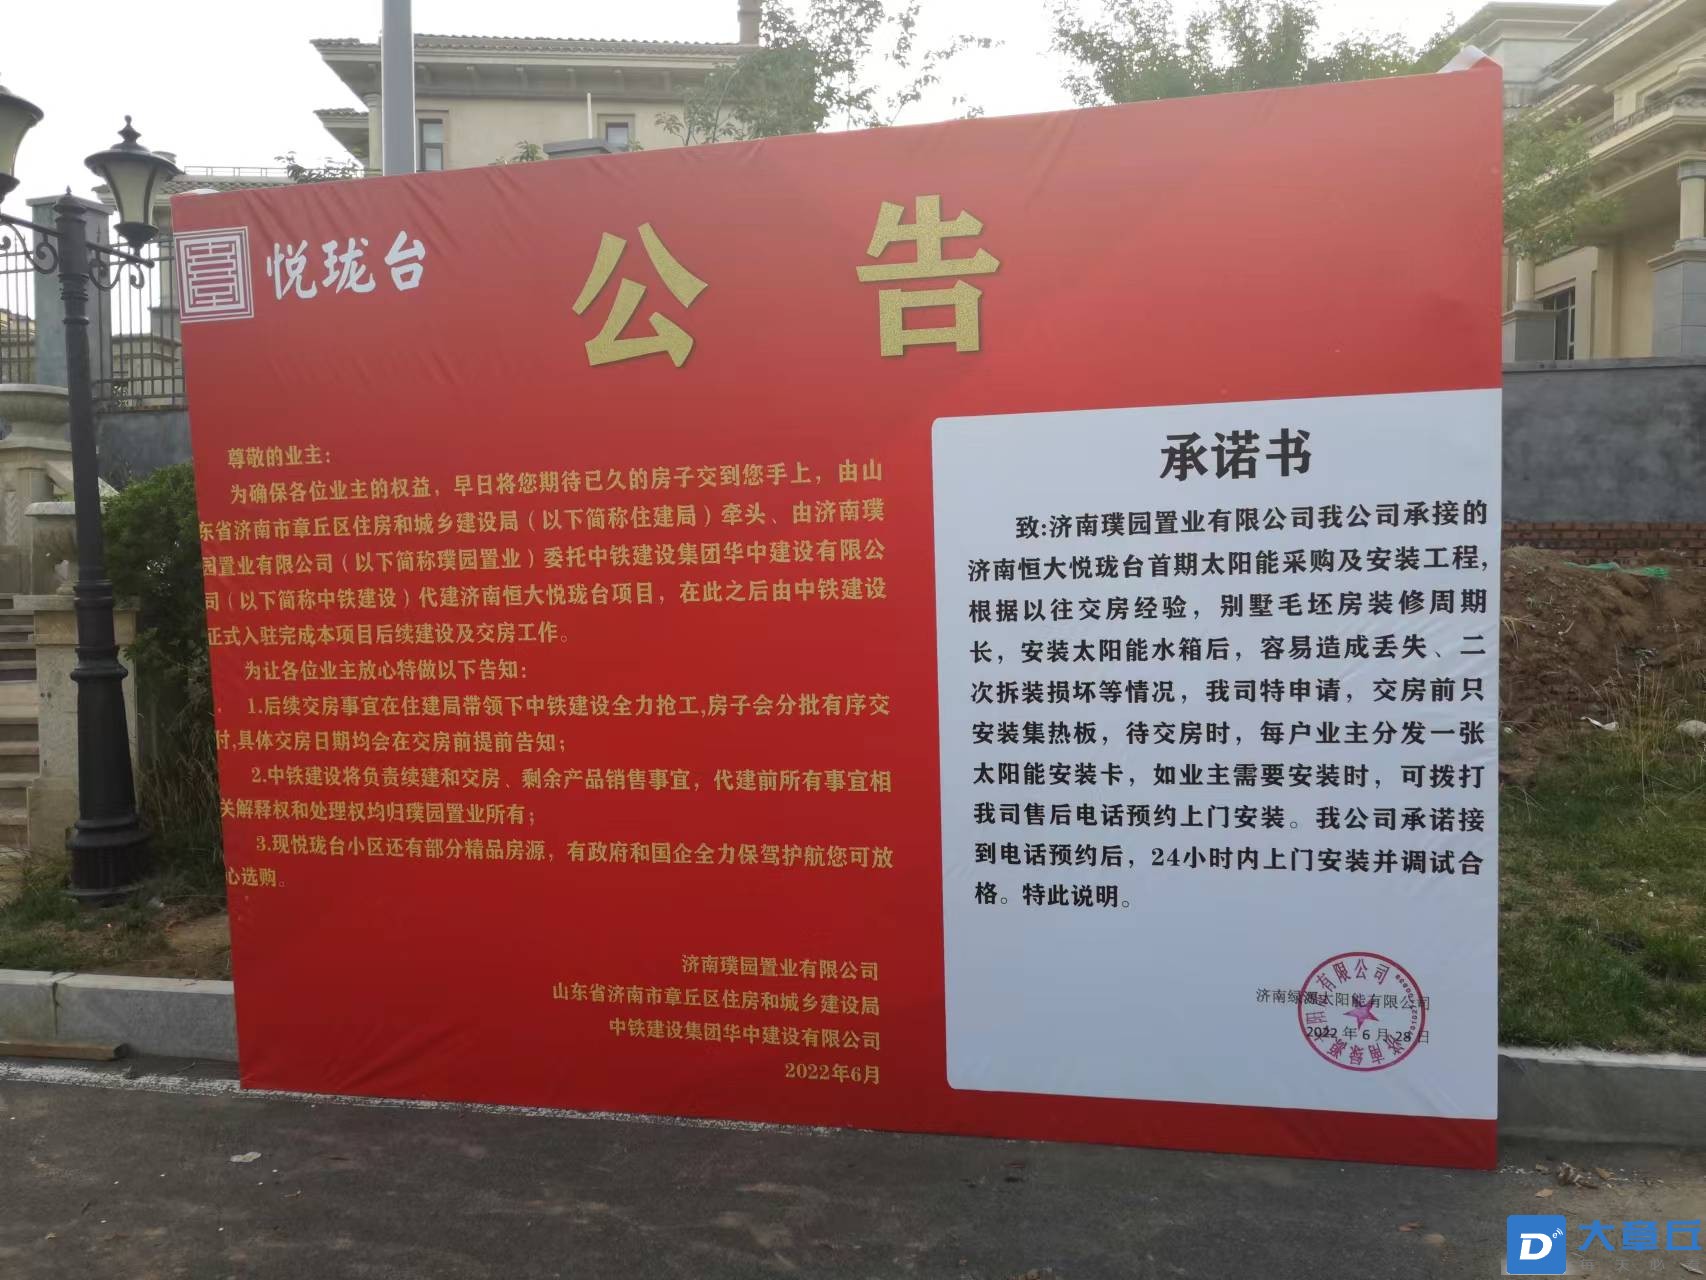 悦珑台
公告
尊敬的业主:
为确保各位业主的权益，早日将您期待已久的房子交到您手上，由山
东省济南市章丘区住房和城乡建设局（以下简称住建局）牵头、由济南璞
园置业有限公司（以下简称璞园置业）委托中铁建设集团华中建设有限公
司（以下简称中铁建设）代建济南恒大悦珑台项目，在此之后由中铁建设
正式入驻完成本项目后续建设及交房工作。
为让各位业主放心特做以下告知:
1.后续交房事宜在住建局带领下中铁建设全力抢工,房子会分批有序交
付,具体交房日期均会在交房前提前告知；
2.中铁建设将负责续建和交房、剩余产品销售事宜，代建前所有事宜相
关解释权和处理权均归璞园置业所有；
3.现悦珑台小区还有部分精品房源，有政府和国企全力保驾护航您可放
心选购。
济南璞园置业有限公司
山东省济南市章丘区住房和城乡建设局
中铁建设集团华中建设有限公司
2022年6月
承诺书
致:济南璞园置业有限公司我公司承接的
济南恒大悦珑台首期太阳能采购及安装工程,
根据以往交房经验，别墅毛坯房装修周期
长，安装太阳能水箱后，容易造成丢失、二
次拆装损坏等情况，我司特申请，交房前只
安装集热板，待交房时，每户业主分发一张
太阳能安装卡，如业主需要安装时，可拨打
我司售后电话预约上门安装。我公司承诺接
到电话预约后，24小时内上门安装并调试合
格。特此说明。
济南绿源太阳能有限公司
2022年6月28日
大章丘